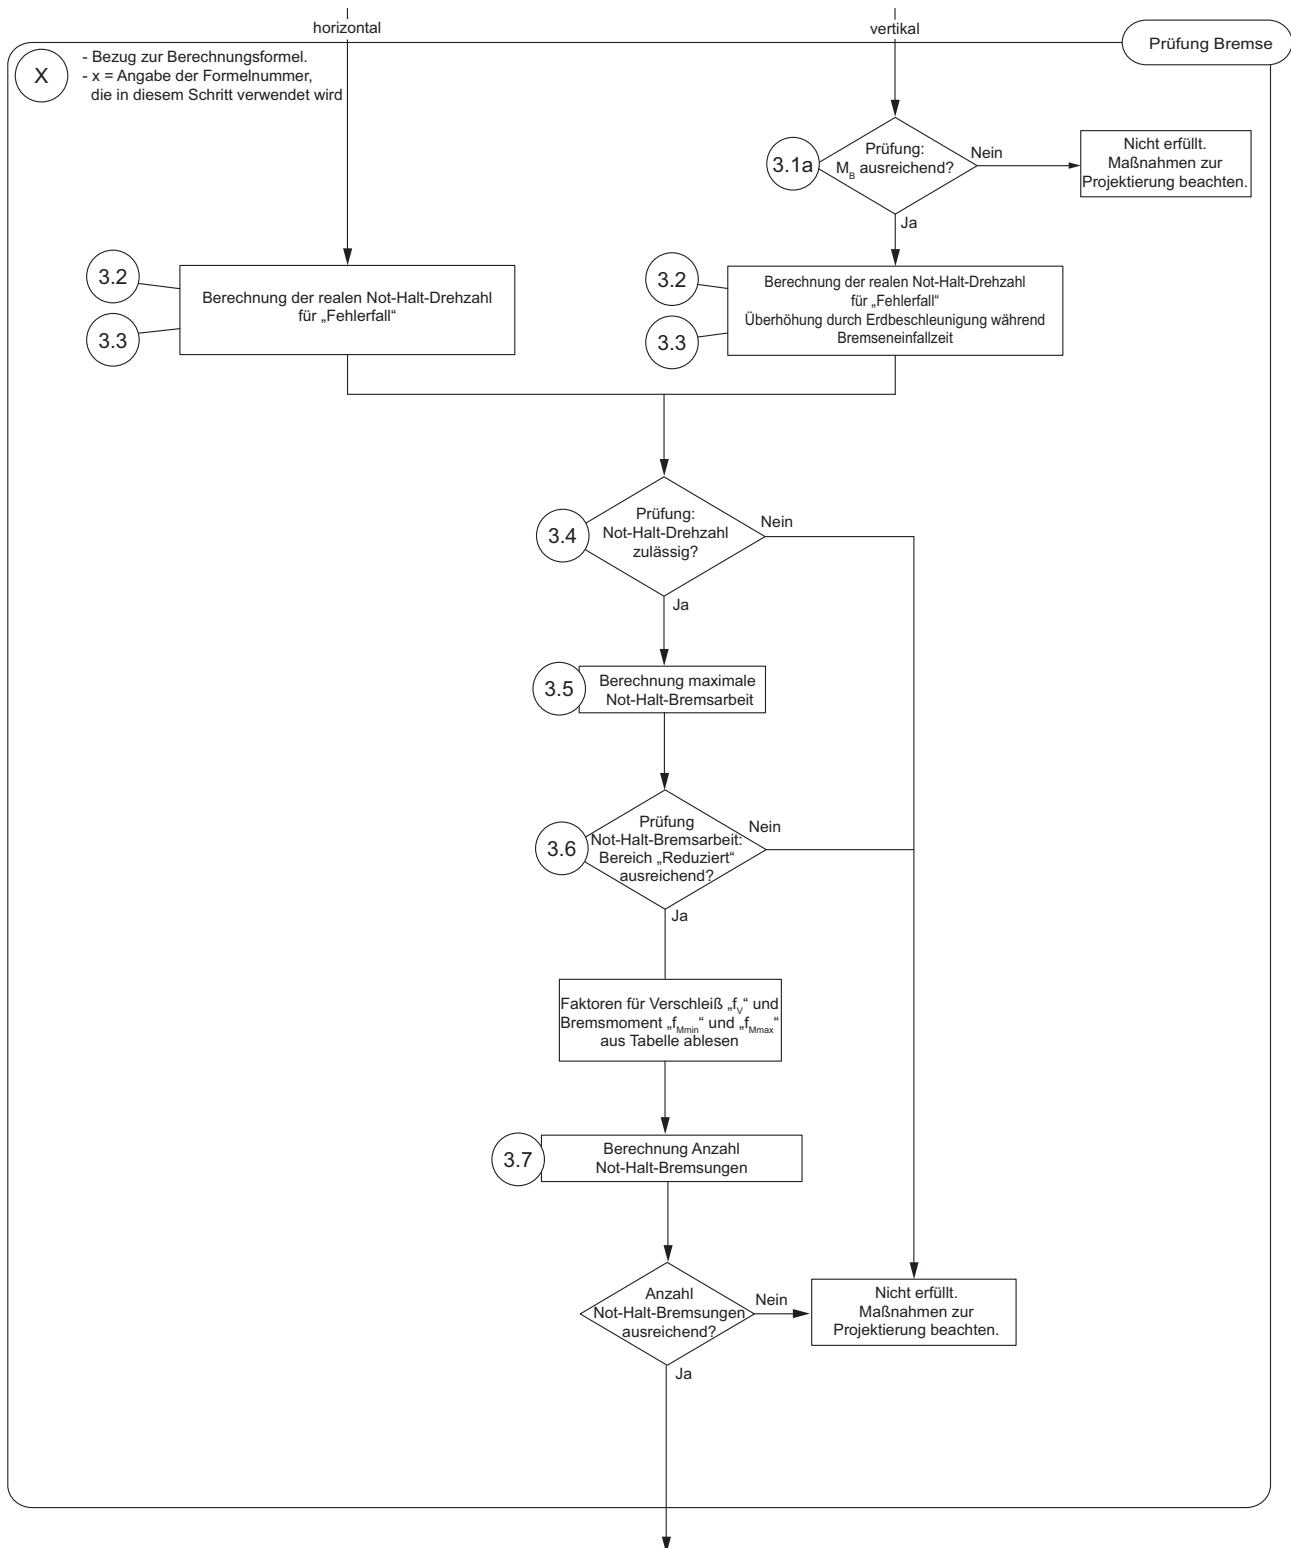 horizontal
vertikal
Prüfung Bremse
X
- Bezug zur Berechnungsformel.
- x = Angabe der Formelnummer,
die in diesem Schritt verwendet wird
3.1a
Prüfung:
M_B ausreichend?
Nein
Nicht erfüllt.
Maßnahmen zur
Projektierung beachten.
Ja
3.2
3.3
Berechnung der realen Not-Halt-Drehzahl
für „Fehlerfall“
3.2
3.3
Berechnung der realen Not-Halt-Drehzahl
für „Fehlerfall“
Überhöhung durch Erdbeschleunigung während
Bremseneinfallzeit
3.4
Prüfung:
Not-Halt-Drehzahl
zulässig?
Nein
Ja
3.5
Berechnung maximale
Not-Halt-Bremsarbeit
3.6
Prüfung
Not-Halt-Bremsarbeit:
Bereich „Reduziert“
ausreichend?
Nein
Ja
Faktoren für Verschleiß „f_V“ und
Bremsmoment „f_Mmin“ und „f_Mmax“
aus Tabelle ablesen
3.7
Berechnung Anzahl
Not-Halt-Bremsungen
Anzahl
Not-Halt-Bremsungen
ausreichend?
Nein
Nicht erfüllt.
Maßnahmen zur
Projektierung beachten.
Ja